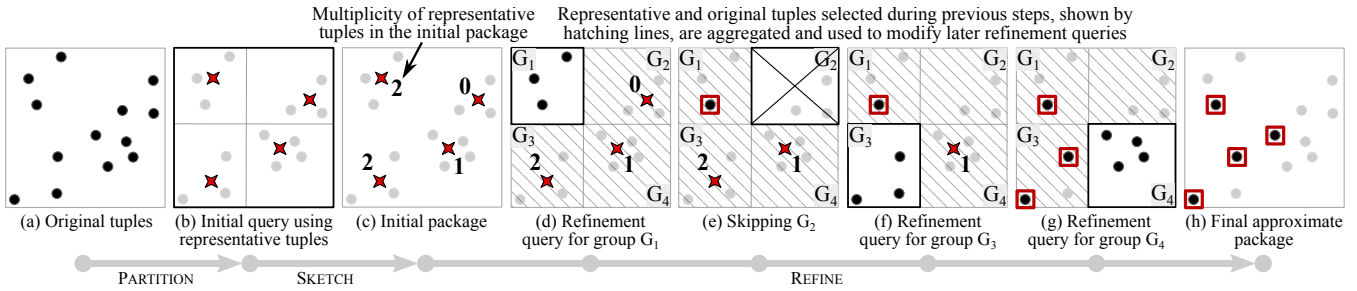 Multiplicity of representative
tuples in the initial package
Representative and original tuples selected during previous steps, shown by
hatching lines, are aggregated and used to modify later refinement queries
2
0
2
1
G1
G2
0
G3
2
1
G4
G2
G3
2
1
G4
G1
G2
G3
1
G4
G1
G2
G3
G4
(a) Original tuples
(b) Initial query using
representative tuples
(c) Initial package
(d) Refinement
query for group G1
(e) Skipping G2
(f) Refinement
query for group G3
(g) Refinement
query for group G4
(h) Final approximate
package
PARTITION
SKETCH
REFINE